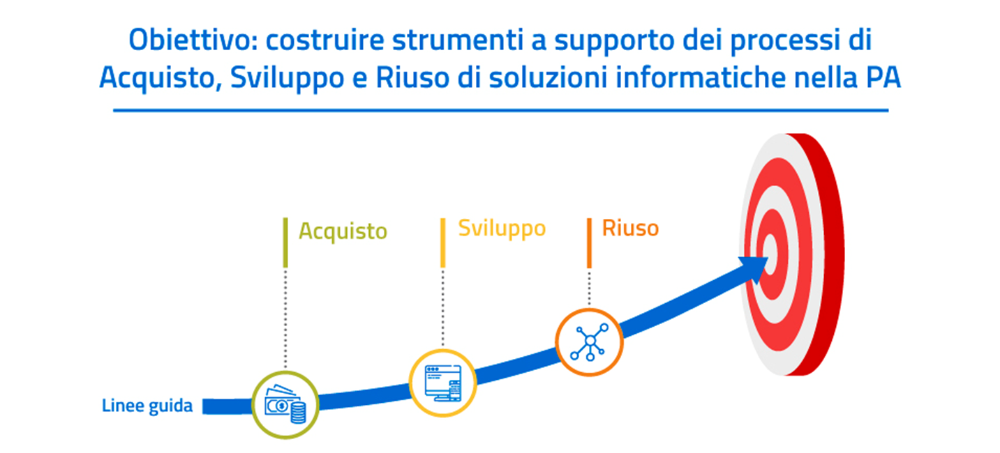 Obiettivo: costruire strumenti a supporto dei processi di
Acquisto, Sviluppo e Riuso di soluzioni informatiche nella PA
Acquisto
Sviluppo
Riuso
Linee guida